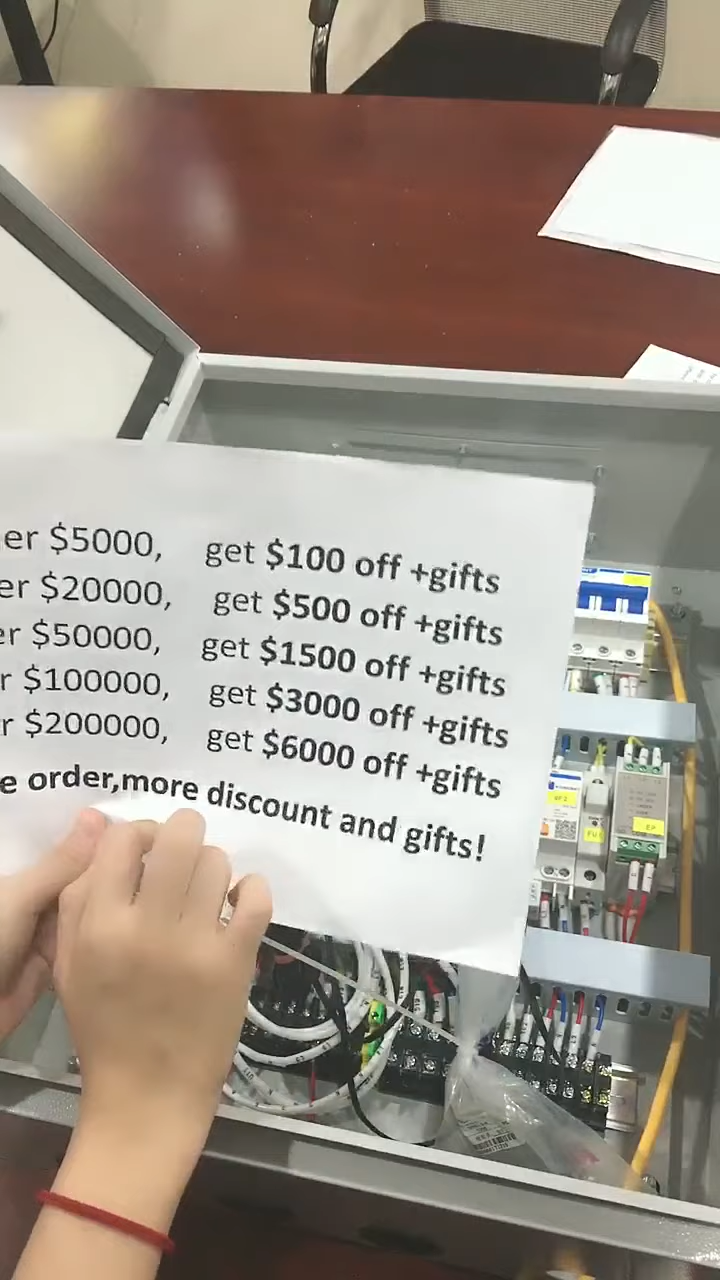 er $5000, get $100 off +gifts
er $20000, get $500 off +gifts
er $50000, get $1500 off +gifts
r $100000, get $3000 off +gifts
r $200000, get $6000 off +gifts
e order,more discount and gifts!
EP